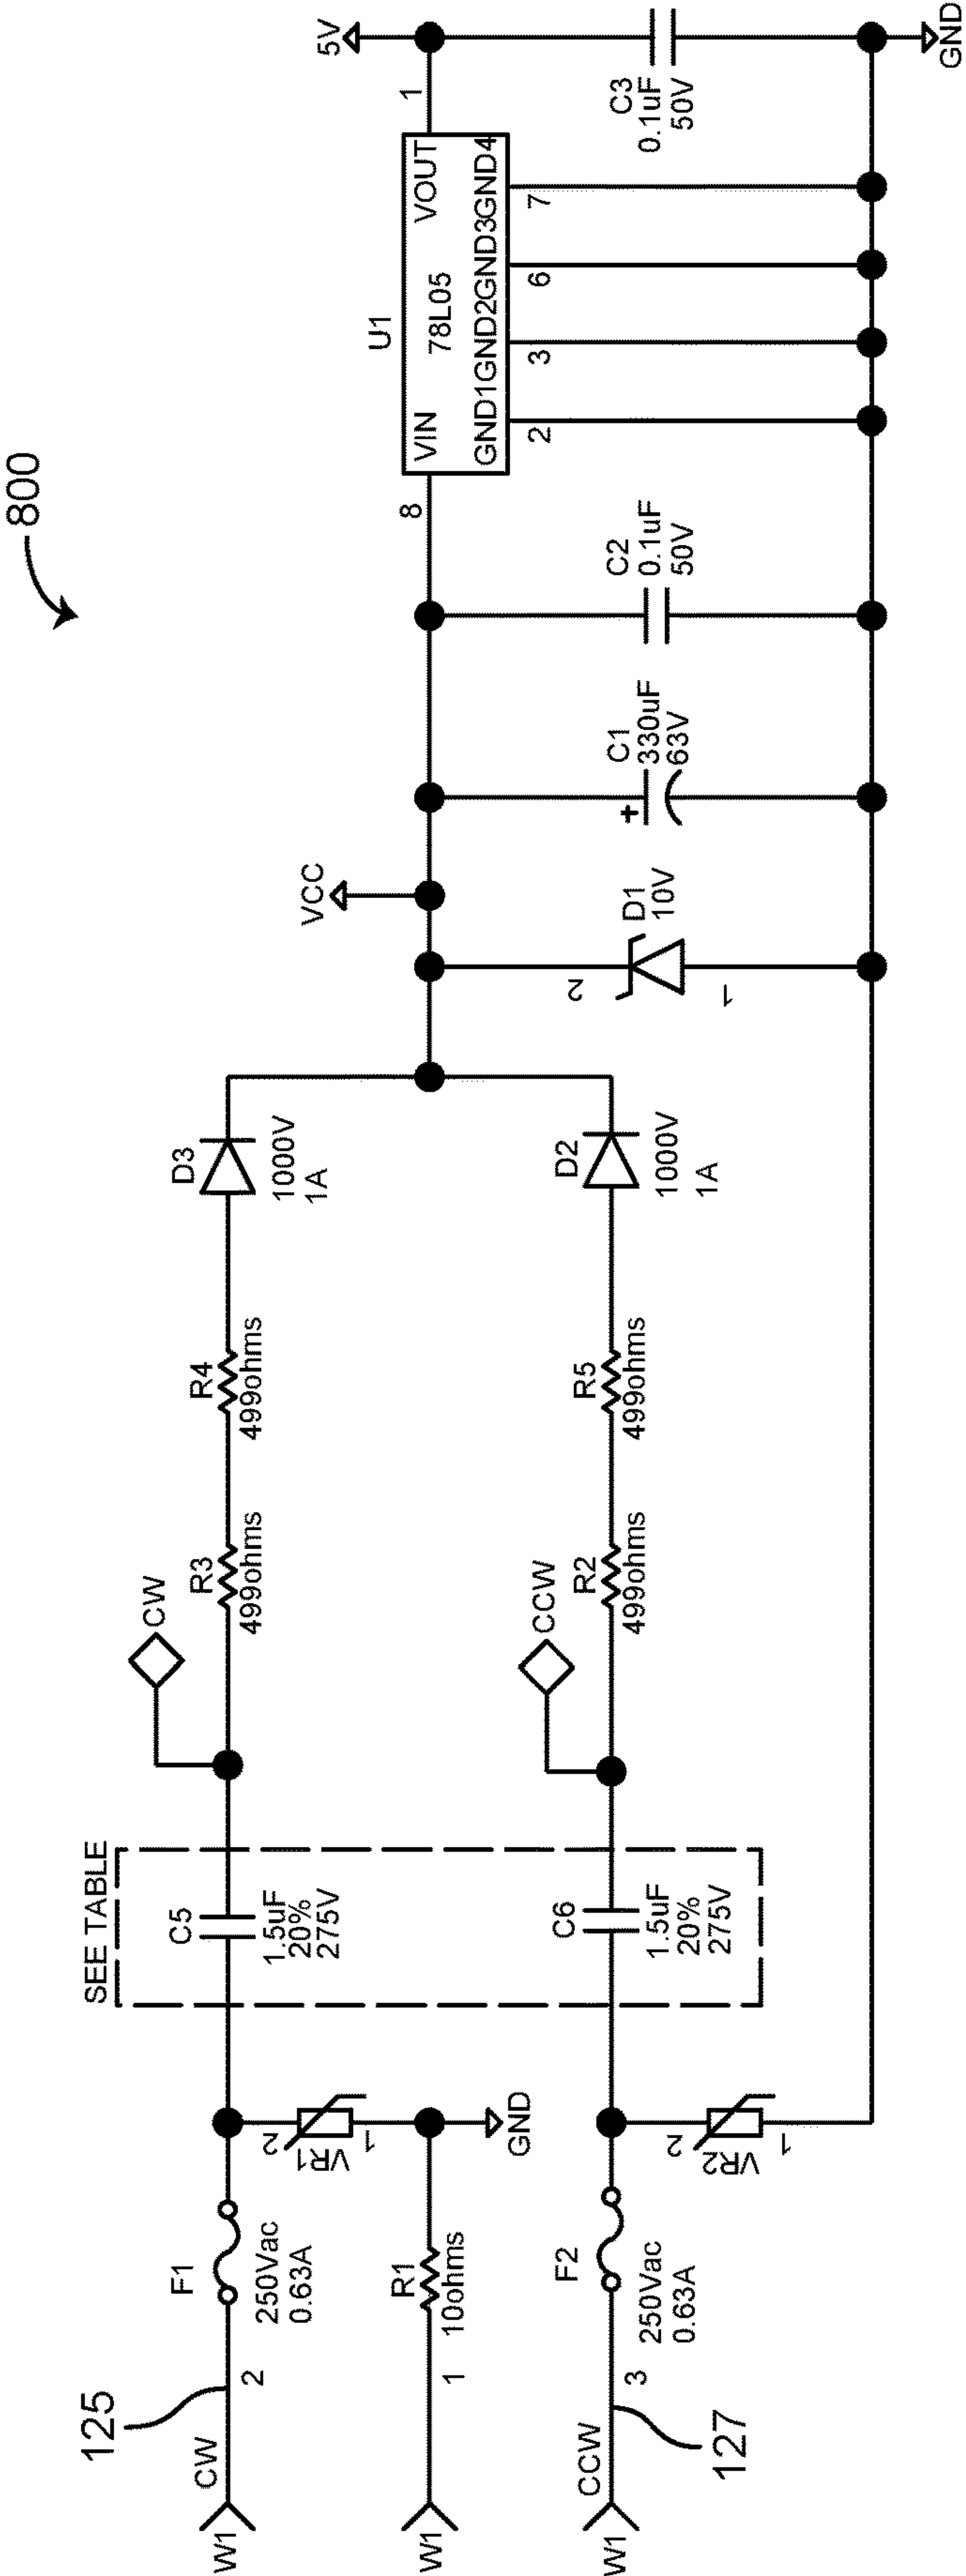 800
125
W1
CW
2
F1
250Vac
0.63A
VR1
2
1
SEE TABLE
C5
1.5uF
20%
275V
CW
R3
499ohms
R4
499ohms
D3
1000V
1A
W1
1
R1
10ohms
GND
W1
CCW
3
127
F2
250Vac
0.63A
VR2
2
1
C6
1.5uF
20%
275V
CCW
R2
499ohms
R5
499ohms
D2
1000V
1A
VCC
2
D1
10V
1
C1
330uF
63V
+
C2
0.1uF
50V
8
U1
VIN
78L05
VOUT
GND1GND2GND3GND4
2
3
6
7
1
5V
C3
0.1uF
50V
GND